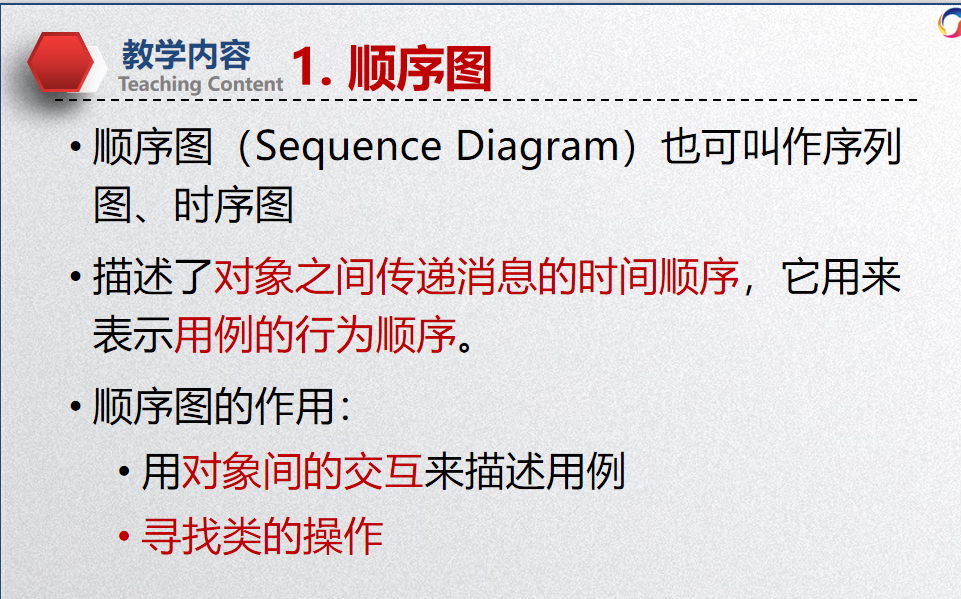 教学内容
Teaching Content
1. 顺序图
• 顺序图（Sequence Diagram）也可叫作序列
图、时序图
• 描述了对象之间传递消息的时间顺序，它用来
表示用例的行为顺序。
• 顺序图的作用：
• 用对象间的交互来描述用例
• 寻找类的操作